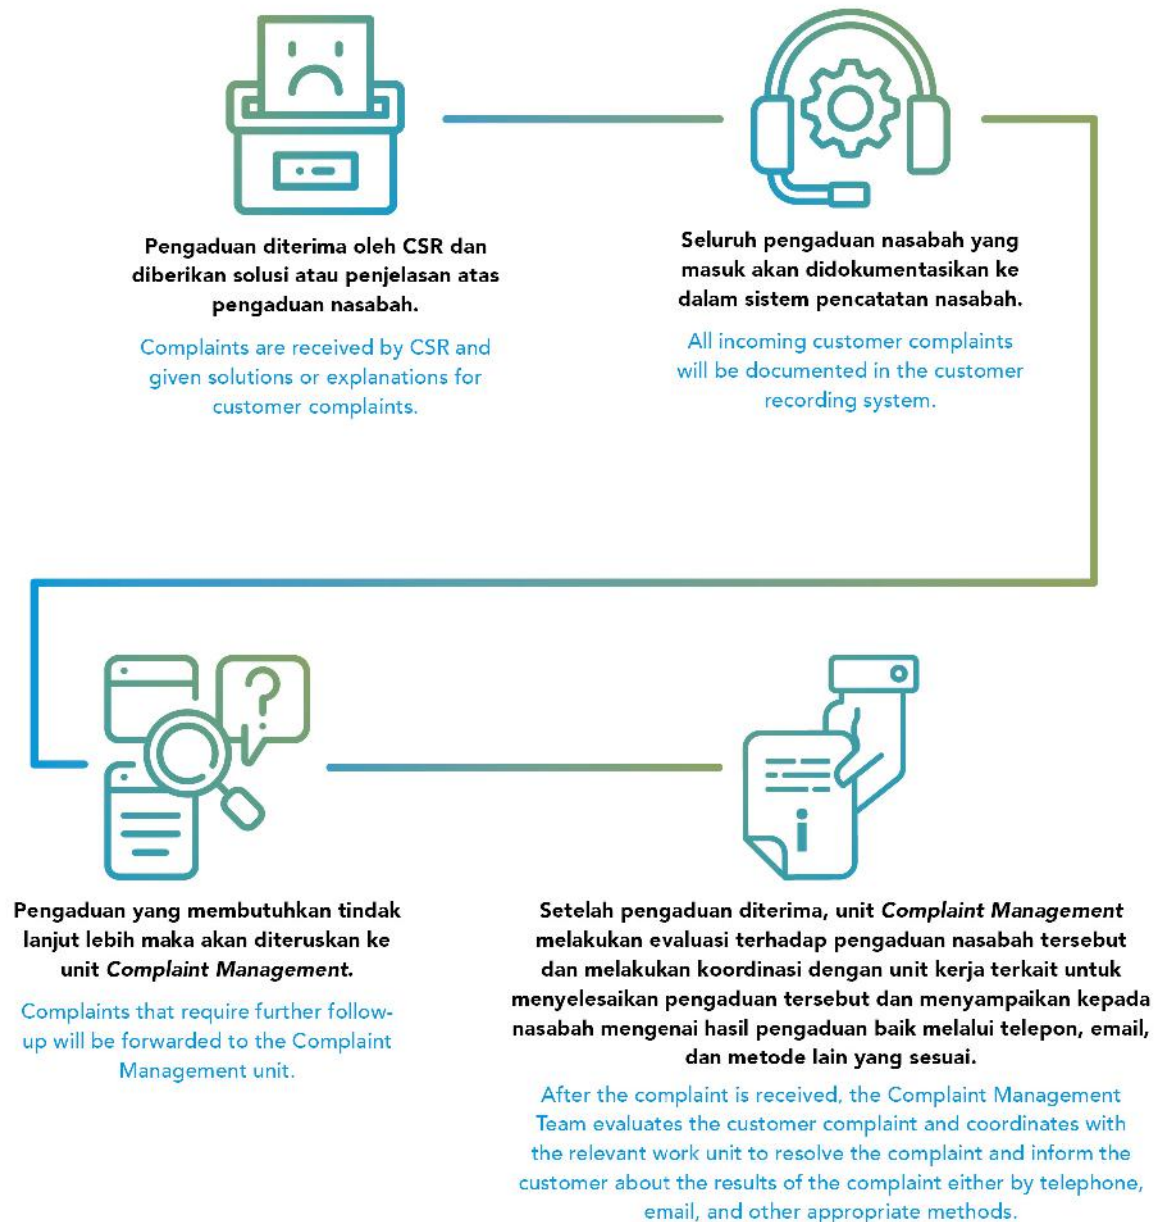 Pengaduan diterima oleh CSR dan
diberikan solusi atau penjelasan atas
pengaduan nasabah.
Complaints are received by CSR and
given solutions or explanations for
customer complaints.
Seluruh pengaduan nasabah yang
masuk akan didokumentasikan ke
dalam sistem pencatatan nasabah.
All incoming customer complaints
will be documented in the customer
recording system.
Pengaduan yang membutuhkan tindak
lanjut lebih maka akan diteruskan ke
unit Complaint Management.
Complaints that require further follow-
up will be forwarded to the Complaint
Management unit.
Setelah pengaduan diterima, unit Complaint Management
melakukan evaluasi terhadap pengaduan nasabah tersebut
dan melakukan koordinasi dengan unit kerja terkait untuk
menyelesaikan pengaduan tersebut dan menyampaikan kepada
nasabah mengenai hasil pengaduan baik melalui telepon, email,
dan metode lain yang sesuai.
After the complaint is received, the Complaint Management
Team evaluates the customer complaint and coordinates with
the relevant work unit to resolve the complaint and inform the
customer about the results of the complaint either by telephone,
email, and other appropriate methods.